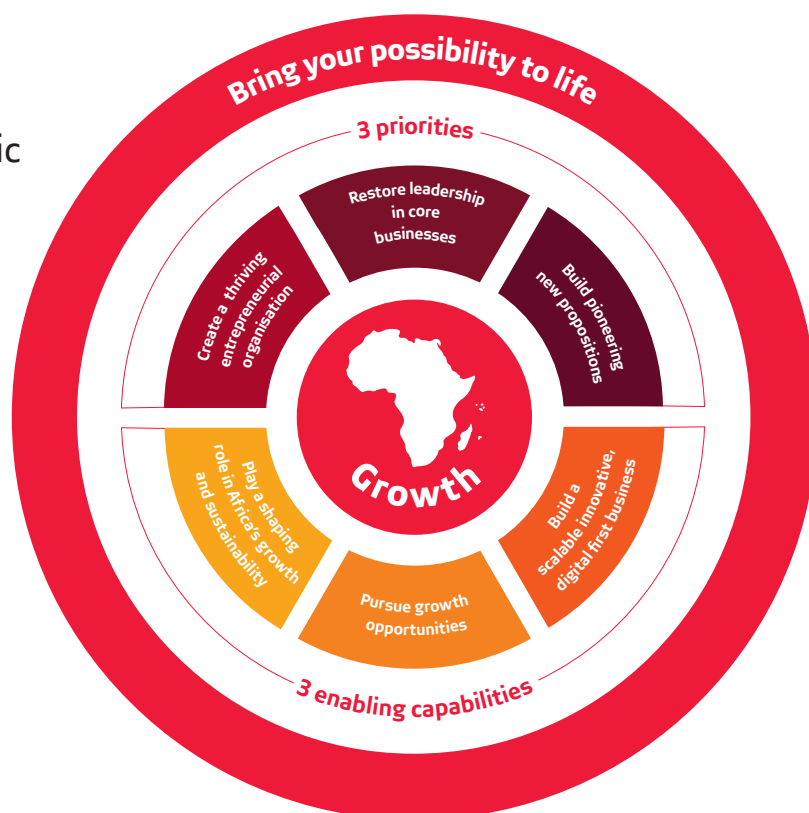 Bring your possibility to life
ic
3 priorities
Create a thriving
entrepreneurial
organisation
Restore leadership
in core
businesses
Build pioneering
new propositions
Growth
Play a shaping
role in Africa's growth
and sustainability
Pursue growth
opportunities
Build a
scalable innovative,
digital first business
3 enabling capabilities